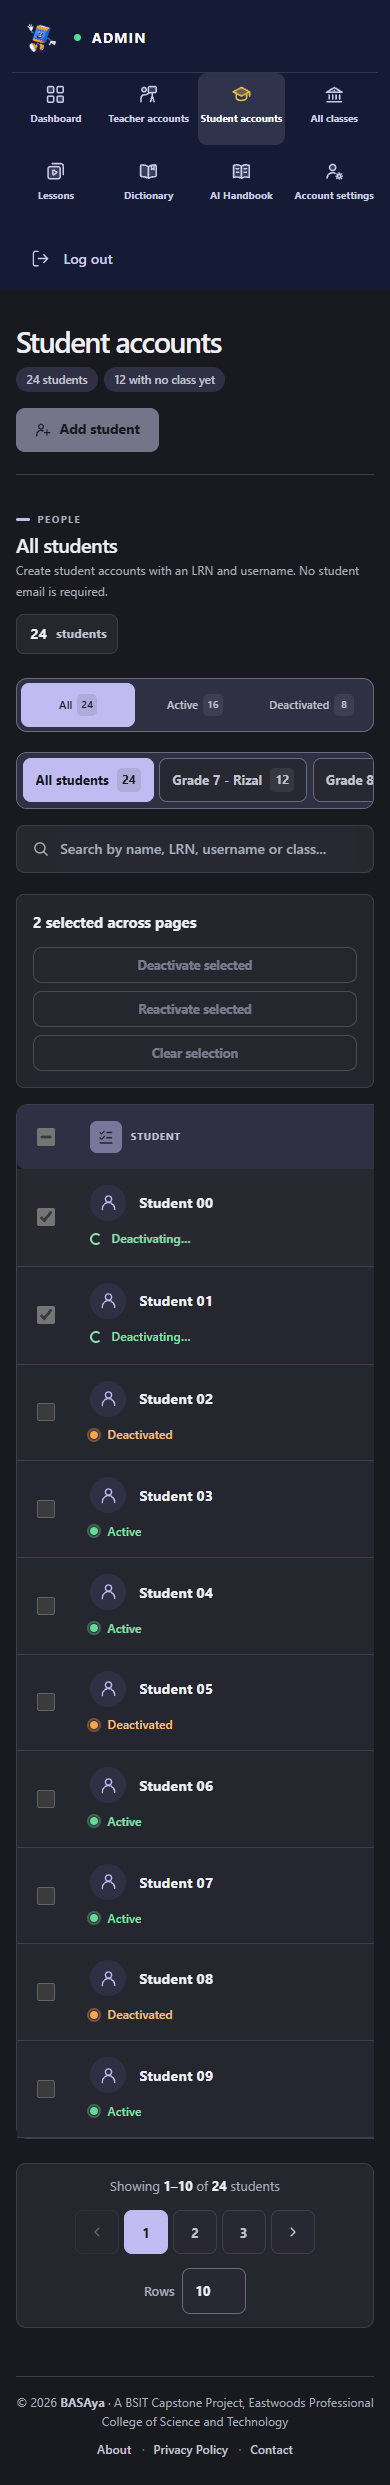 ADMIN
Dashboard
Teacher accounts
Student accounts
All classes
Lessons
Dictionary
AI Handbook
Account settings
Log out
Student accounts
24 students
12 with no class yet
Add student
PEOPLE
All students
Create student accounts with an LRN and username. No student
email is required.
24 students
All 24
Active 16
Deactivated 8
All students 24
Grade 7 - Rizal 12
Grade 8
Search by name, LRN, username or class...
2 selected across pages
Deactivate selected
Reactivate selected
Clear selection
STUDENT
Student 00
Deactivating...
Student 01
Deactivating...
Student 02
Deactivated
Student 03
Active
Student 04
Active
Student 05
Deactivated
Student 06
Active
Student 07
Active
Student 08
Deactivated
Student 09
Active
Showing 1–10 of 24 students
1
2
3
Rows 10
© 2026 BASAya · A BSIT Capstone Project, Eastwoods Professional
College of Science and Technology
About · Privacy Policy · Contact